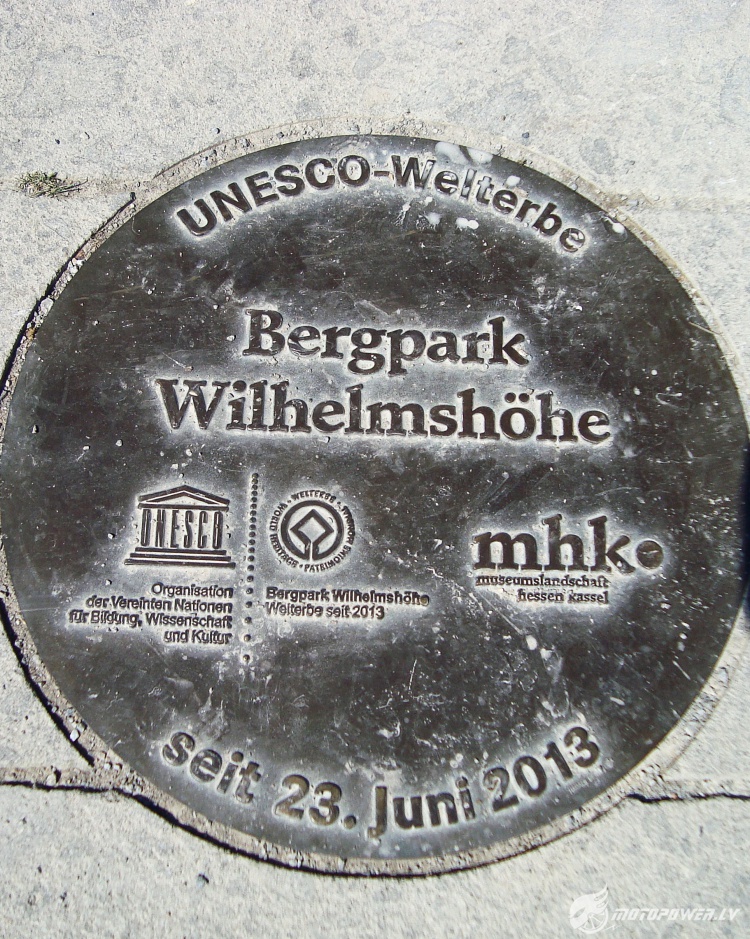 UNESCO-Welterbe
Bergpark
Wilhelmshöhe
UNESCO
Organisation
der Vereinten Nationen
für Bildung, Wissenschaft
und Kultur
WORLD HERITAGE • WELTERBE • PATRIMOINE MONDIAL •
Bergpark Wilhelmshöhe
Welterbe seit 2013
mhk•
museumslandschaft
hessen kassel
seit 23. Juni 2013
MOTOPOWER.LV